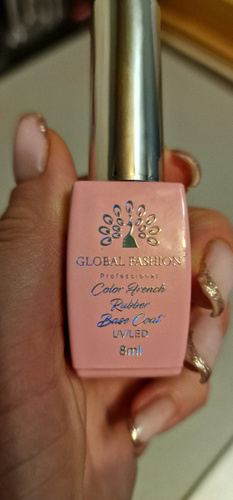 GLOBAL FASHION
Professional
Color French
Rubber
Base Coat
UV/LED
8ml